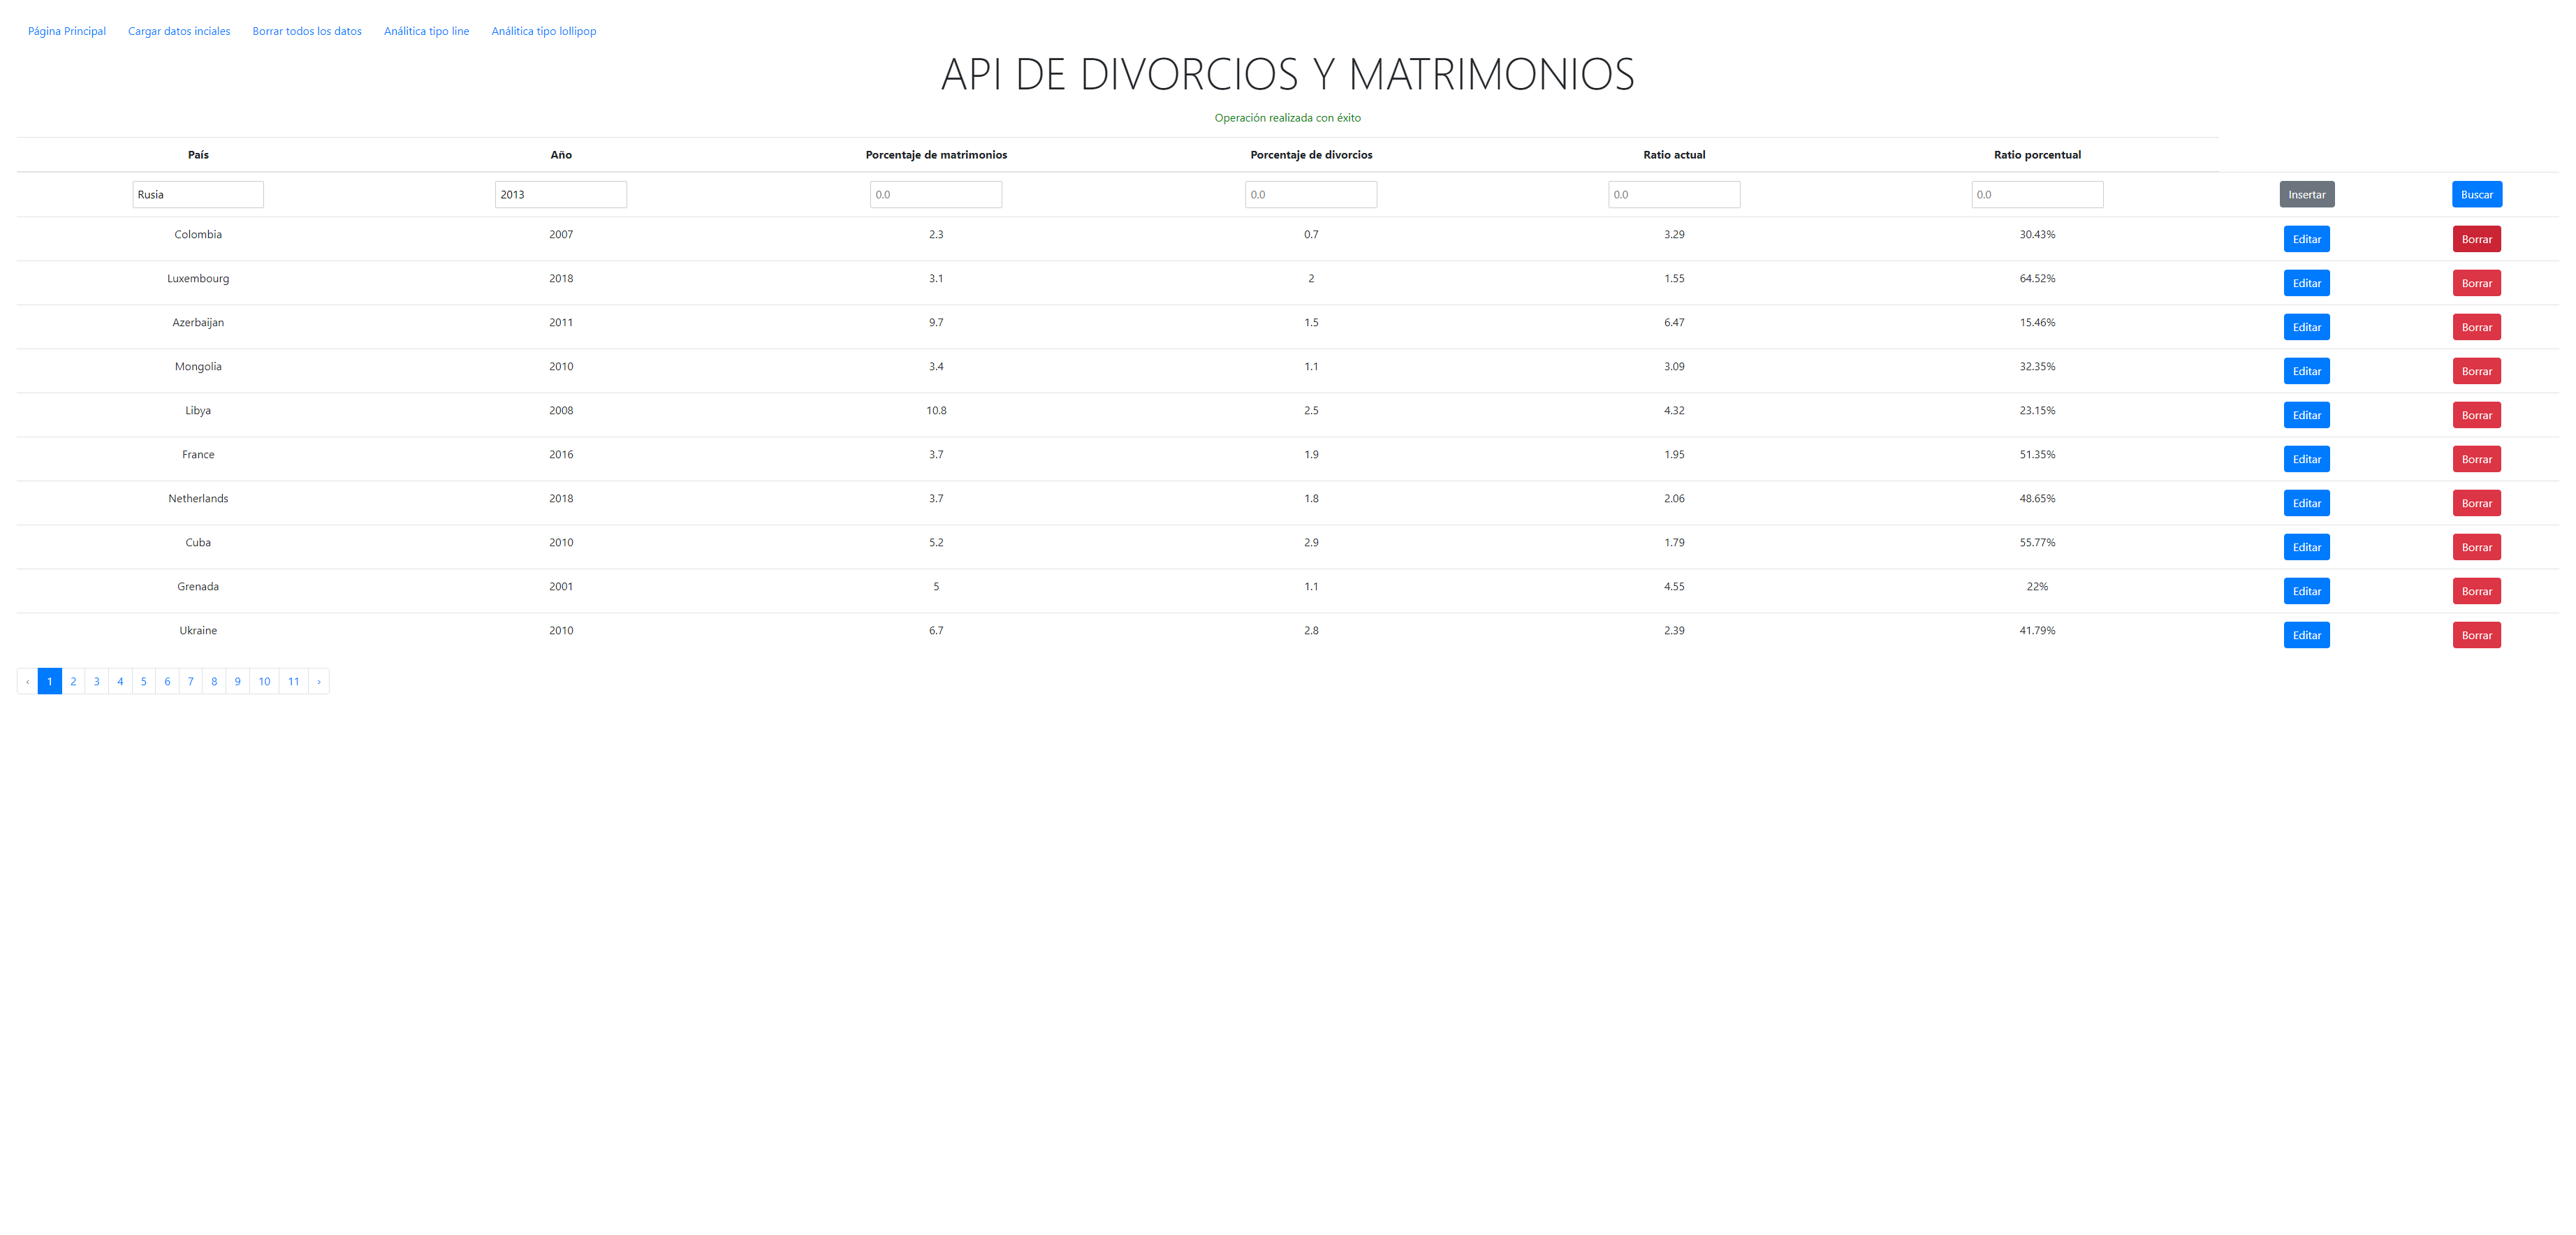 Página Principal Cargar datos inciales Borrar todos los datos Análitica tipo line Análitica tipo lollipop
API DE DIVORCIOS Y MATRIMONIOS
Operación realizada con éxito
País Año Porcentaje de matrimonios Porcentaje de divorcios Ratio actual Ratio porcentual
Rusia 2013 0.0 0.0 0.0 0.0 Insertar Buscar
Colombia 2007 2.3 0.7 3.29 30.43% Editar Borrar
Luxembourg 2018 3.1 2 1.55 64.52% Editar Borrar
Azerbaijan 2011 9.7 1.5 6.47 15.46% Editar Borrar
Mongolia 2010 3.4 1.1 3.09 32.35% Editar Borrar
Libya 2008 10.8 2.5 4.32 23.15% Editar Borrar
France 2016 3.7 1.9 1.95 51.35% Editar Borrar
Netherlands 2018 3.7 1.8 2.06 48.65% Editar Borrar
Cuba 2010 5.2 2.9 1.79 55.77% Editar Borrar
Grenada 2001 5 1.1 4.55 22% Editar Borrar
Ukraine 2010 6.7 2.8 2.39 41.79% Editar Borrar
‹ 1 2 3 4 5 6 7 8 9 10 11 ›